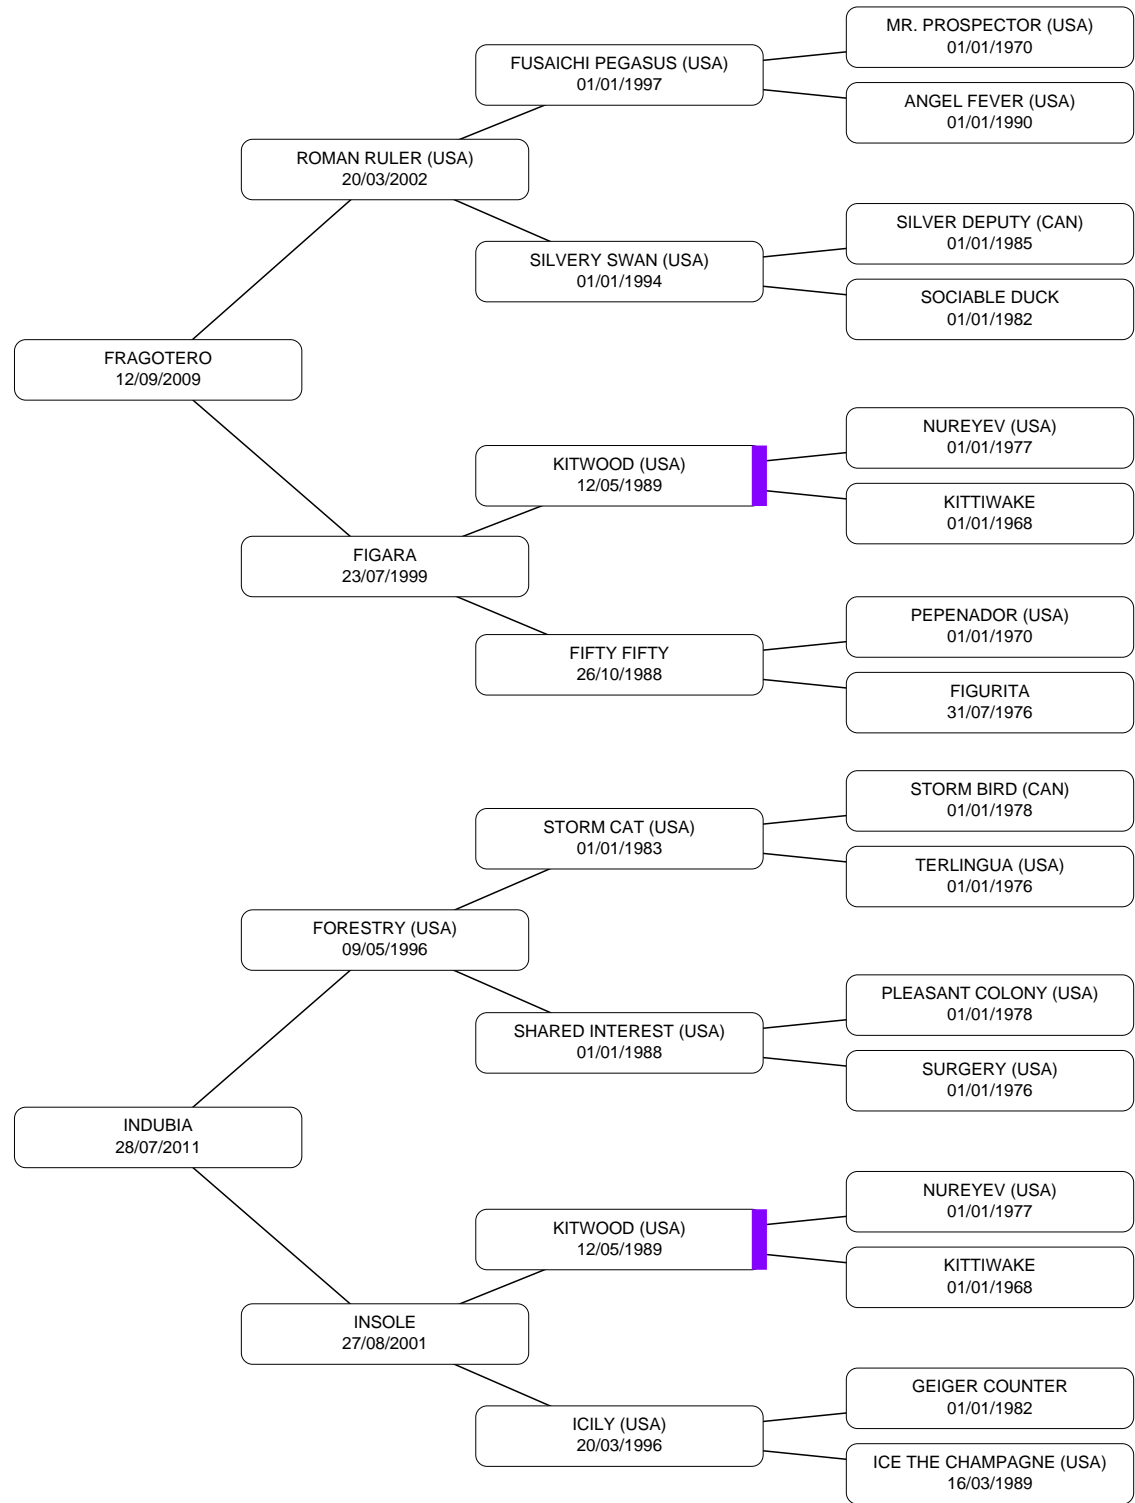 MR. PROSPECTOR (USA)
01/01/1970
FUSAICHI PEGASUS (USA)
01/01/1997
ANGEL FEVER (USA)
01/01/1990
ROMAN RULER (USA)
20/03/2002
SILVER DEPUTY (CAN)
01/01/1985
SILVERY SWAN (USA)
01/01/1994
SOCIABLE DUCK
01/01/1982
FRAGOTERO
12/09/2009
NUREYEV (USA)
01/01/1977
KITWOOD (USA)
12/05/1989
KITTIWAKE
01/01/1968
FIGARA
23/07/1999
PEPENADOR (USA)
01/01/1970
FIFTY FIFTY
26/10/1988
FIGURITA
31/07/1976
STORM BIRD (CAN)
01/01/1978
STORM CAT (USA)
01/01/1983
TERLINGUA (USA)
01/01/1976
FORESTRY (USA)
09/05/1996
PLEASANT COLONY (USA)
01/01/1978
SHARED INTEREST (USA)
01/01/1988
SURGERY (USA)
01/01/1976
INDUBIA
28/07/2011
NUREYEV (USA)
01/01/1977
KITWOOD (USA)
12/05/1989
KITTIWAKE
01/01/1968
INSOLE
27/08/2001
GEIGER COUNTER
01/01/1982
ICILY (USA)
20/03/1996
ICE THE CHAMPAGNE (USA)
16/03/1989